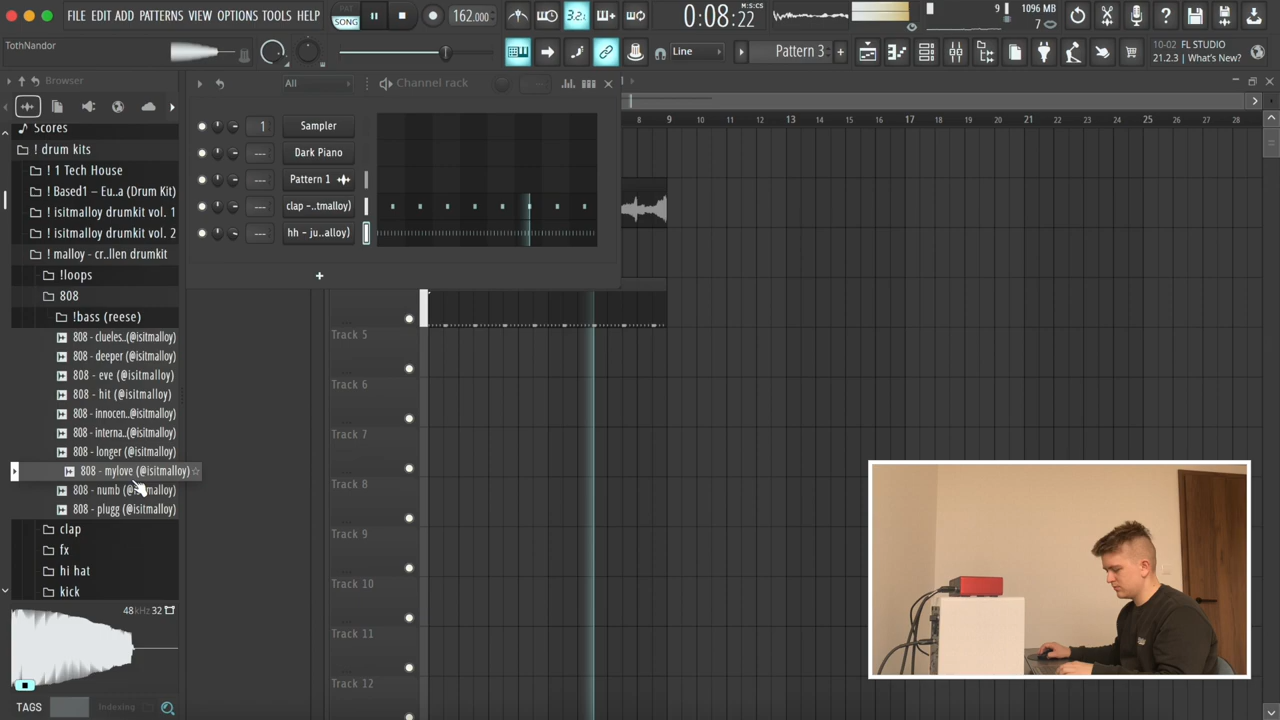 FILE EDIT ADD PATTERNS VIEW OPTIONS TOOLS HELP
PAT
SONG
162.000
3.2.
0:08:22
M:S:CS
9
1096 MB
7
TothNandor
Line
Pattern 3
10-02 FL STUDIO
21.2.3 | What's New?
Browser
Scores
! drum kits
! 1 Tech House
! Based1 – Eu..a (Drum Kit)
! isitmalloy drumkit vol. 1
! isitmalloy drumkit vol. 2
! malloy - cr..llen drumkit
!loops
808
!bass (reese)
808 - clueles..(@isitmalloy)
808 - deeper (@isitmalloy)
808 - eve (@isitmalloy)
808 - hit (@isitmalloy)
808 - innocen..@isitmalloy)
808 - interna..(@isitmalloy)
808 - longer (@isitmalloy)
808 - mylove (@isitmalloy)
808 - numb
808 - plugg (@isitmalloy)
clap
fx
hi hat
kick
48kHz 32
TAGS
Indexing
All
Channel rack
1
Sampler
---
Dark Piano
---
Pattern 1
---
clap -..tmalloy)
---
hh - ju..alloy)
+
8 9 10 11 12 13 14 15 16 17 18 19 20 21 22 23 24 25 26 27 28
Track 5
Track 6
Track 7
Track 8
Track 9
Track 10
Track 11
Track 12